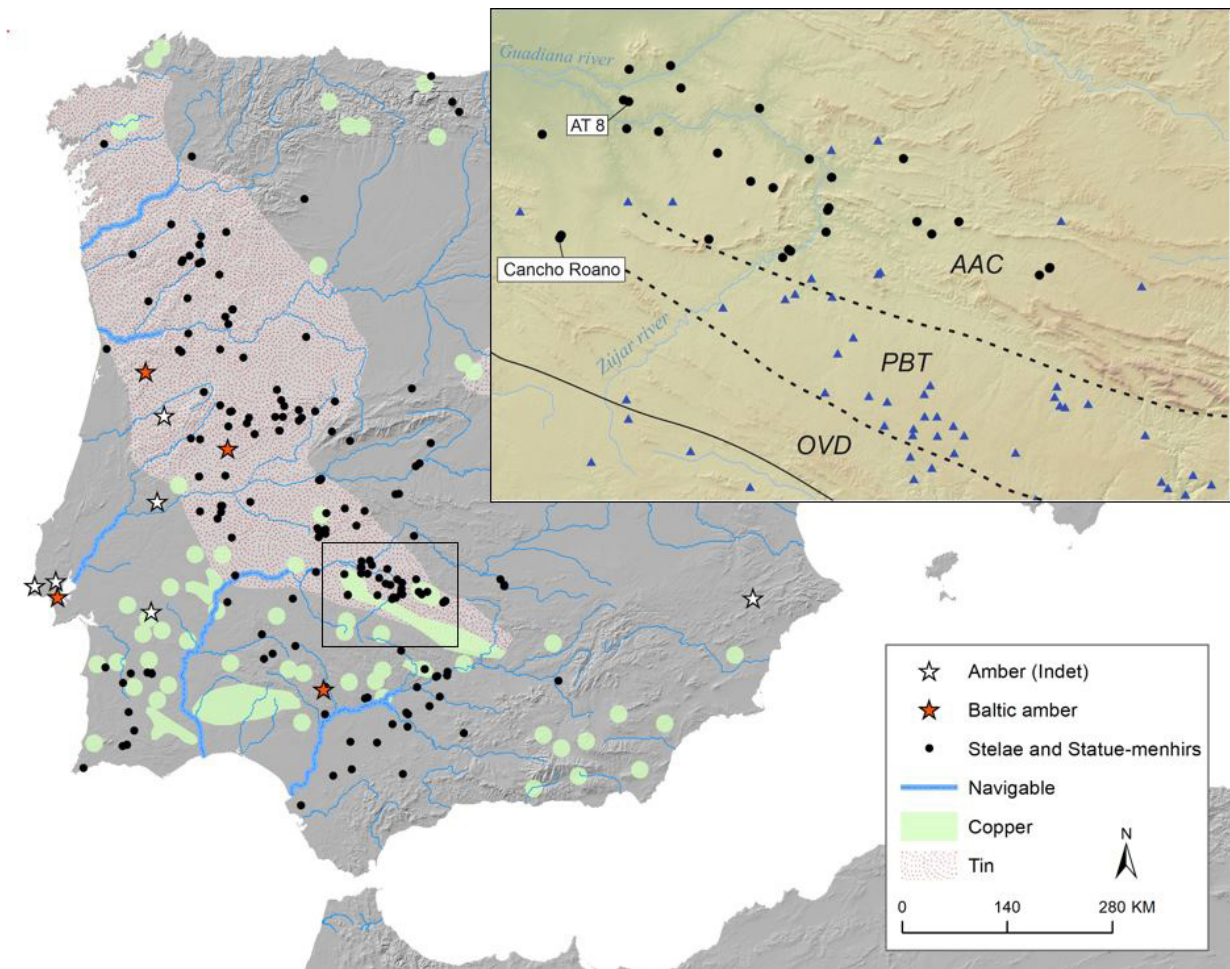 Guadiana river
AT 8
Cancho Roano
AAC
Zújar river
PBT
OVD
Amber (Indet)
Baltic amber
Stelae and Statue-menhirs
Navigable
Copper
Tin
N
0 140 280 KM